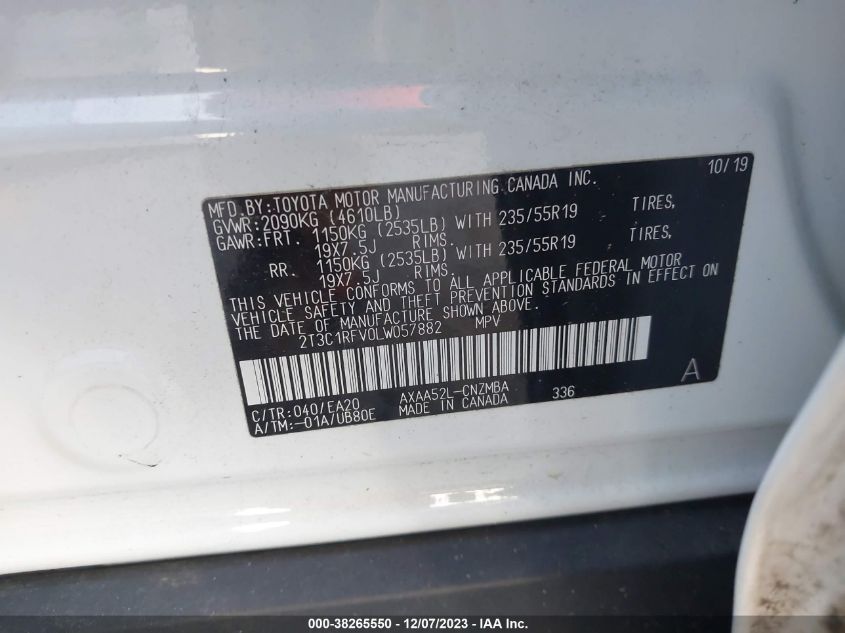 10/19
MFD.BY:TOYOTA MOTOR MANUFACTURING CANADA INC.
GVWR:2090KG (4610LB)
GAWR:FRT. 1150KG (2535LB) WITH 235/55R19 TIRES,
19X7.5J RIMS.
RR. 1150KG (2535LB) WITH 235/55R19 TIRES,
19X7.5J RIMS.
THIS VEHICLE CONFORMS TO ALL APPLICABLE FEDERAL MOTOR
VEHICLE SAFETY AND THEFT PREVENTION STANDARDS IN EFFECT ON
THE DATE OF MANUFACTURE SHOWN ABOVE.
2T3C1RFV0LW057882 MPV
A
C/TR:040/EA20 AXAA52L-CNZMBA 336
A/TM:-01A/UB80E MADE IN CANADA
000-38265550 - 12/07/2023 - IAA Inc.